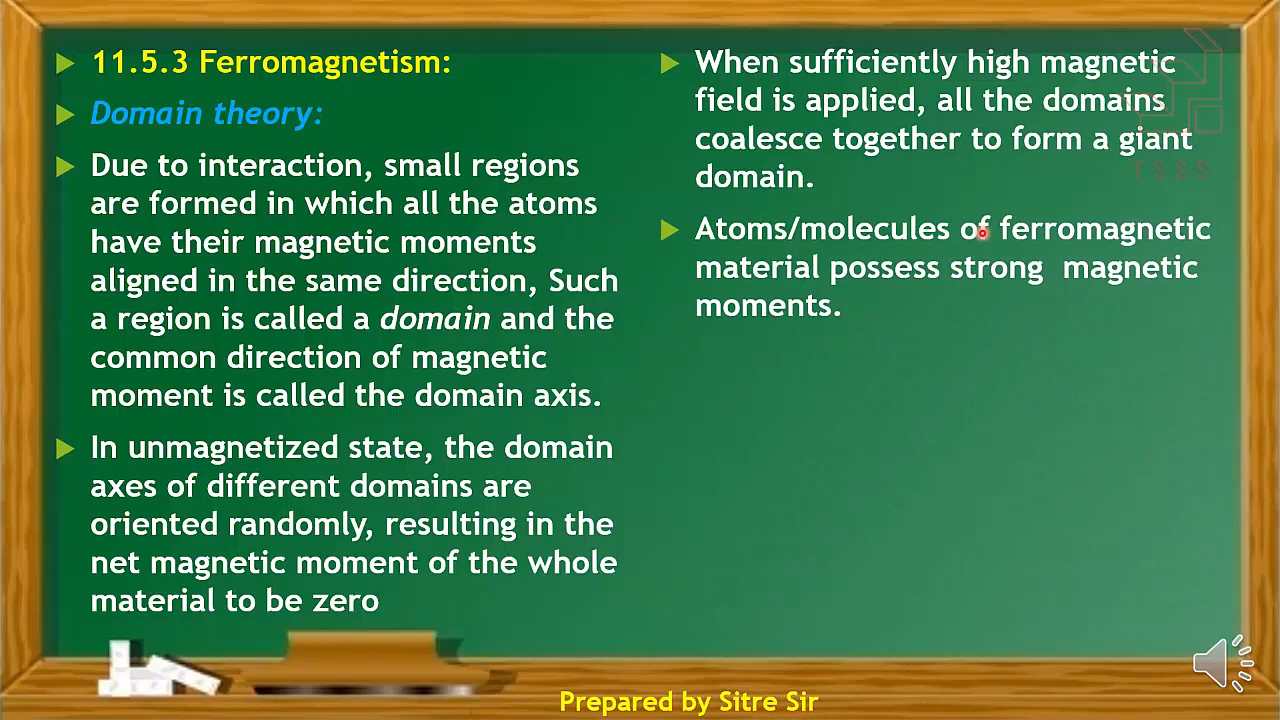 11.5.3 Ferromagnetism:
Domain theory:
Due to interaction, small regions
are formed in which all the atoms
have their magnetic moments
aligned in the same direction, Such
a region is called a domain and the
common direction of magnetic
moment is called the domain axis.
In unmagnetized state, the domain
axes of different domains are
oriented randomly, resulting in the
net magnetic moment of the whole
material to be zero
When sufficiently high magnetic
field is applied, all the domains
coalesce together to form a giant
domain.
Atoms/molecules of ferromagnetic
material possess strong magnetic
moments.
T S S S
Prepared by Sitre Sir